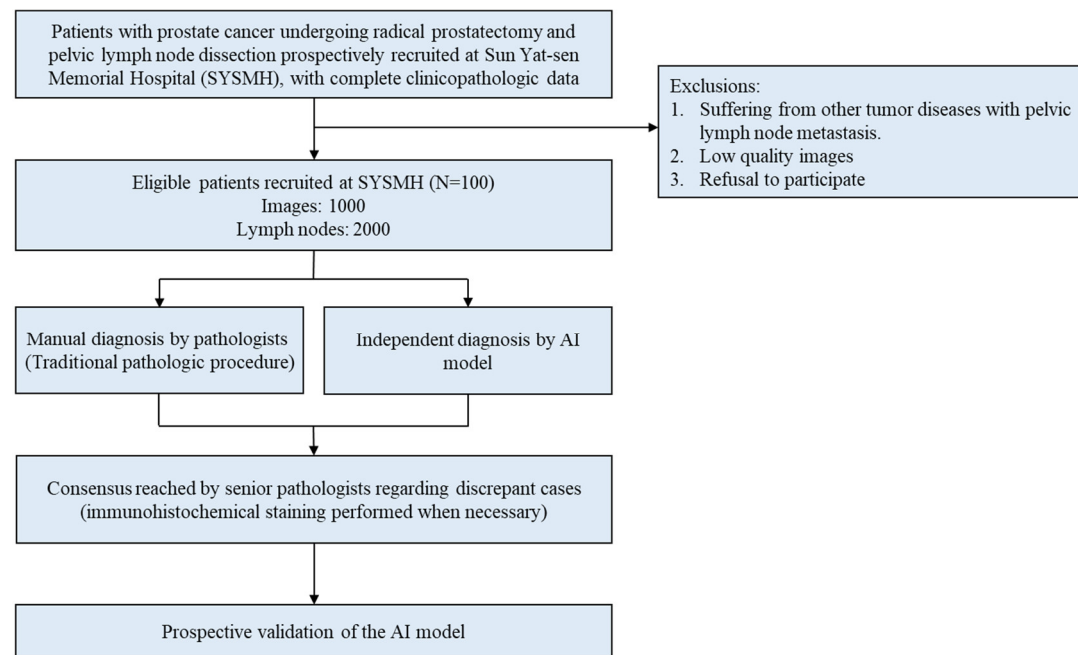 Patients with prostate cancer undergoing radical prostatectomy and
pelvic lymph node dissection prospectively recruited at Sun Yat-sen
Memorial Hospital (SYSMH), with complete clinicopathologic data
Exclusions:
1. Suffering from other tumor diseases with pelvic
lymph node metastasis.
2. Low quality images
3. Refusal to participate
Eligible patients recruited at SYSMH (N=100)
Images: 1000
Lymph nodes: 2000
Manual diagnosis by pathologists
(Traditional pathologic procedure)
Independent diagnosis by AI
model
Consensus reached by senior pathologists regarding discrepant cases
(immunohistochemical staining performed when necessary)
Prospective validation of the AI model